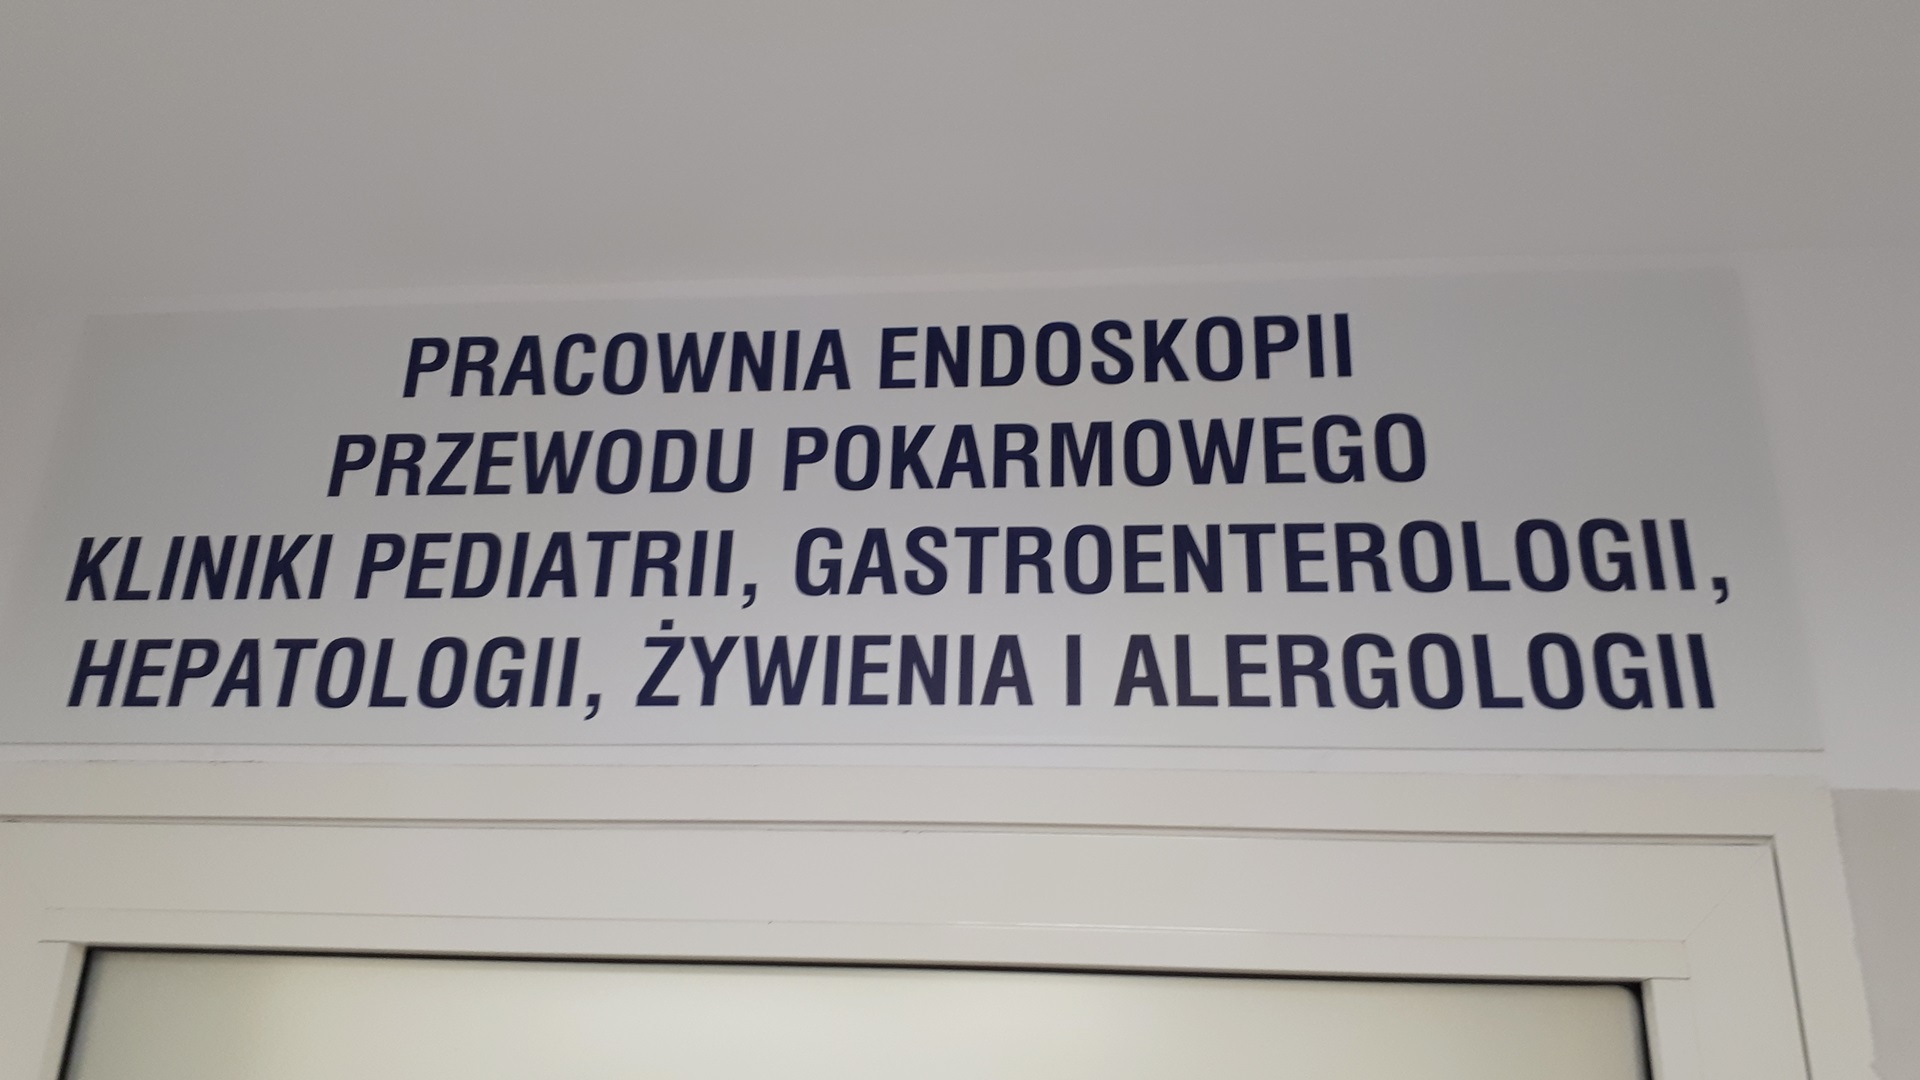 PRACOWNIA ENDOSKOPII
PRZEWODU POKARMOWEGO
KLINIKI PEDIATRII, GASTROENTEROLOGII,
HEPATOLOGII, ŻYWIENIA I ALERGOLOGII